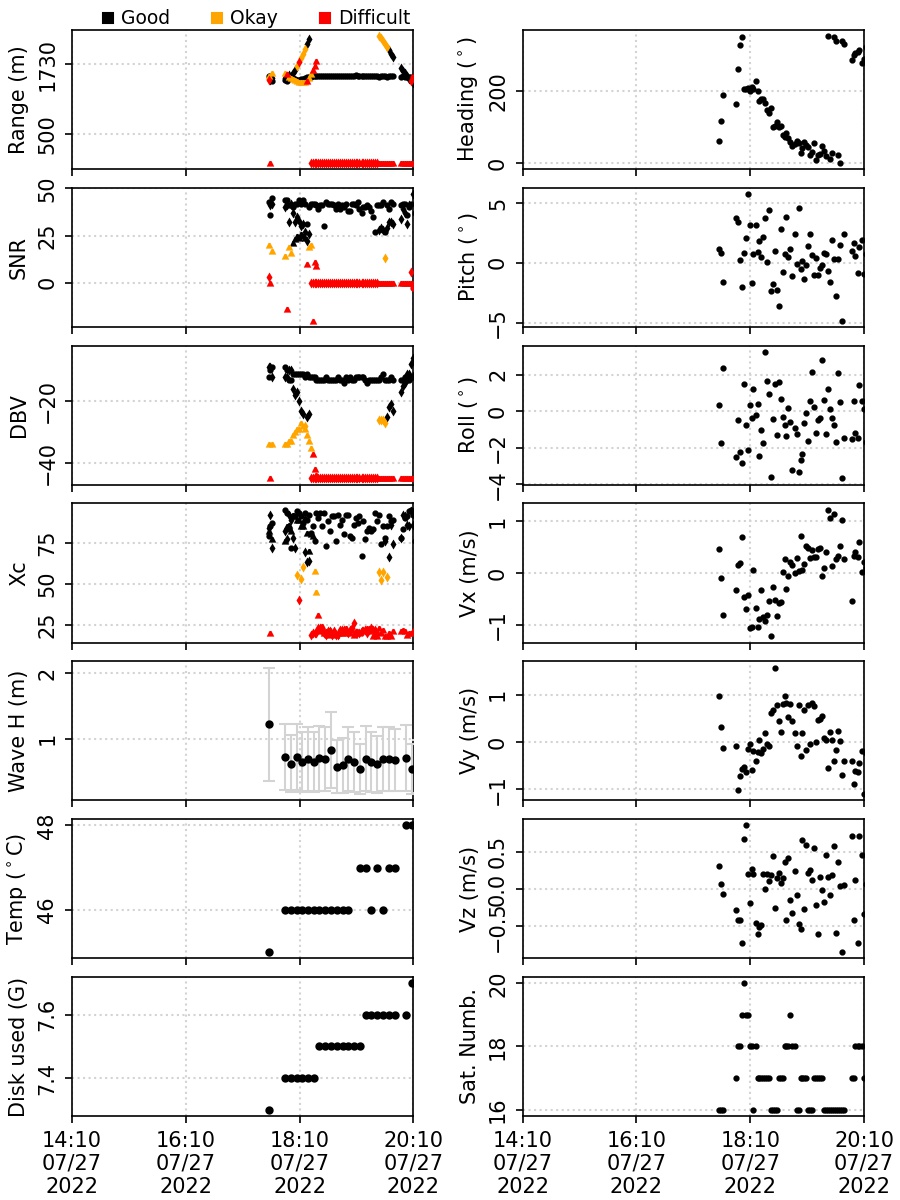 Good Okay Difficult
Range (m)
1730
500
Heading (°)
200
0
SNR
50
25
0
Pitch (°)
5
0
−5
DBV
−20
−40
Roll (°)
2
0
−2
−4
Xc
75
50
25
Vx (m/s)
1
0
−1
Wave H (m)
2
1
Vy (m/s)
1
0
−1
Temp (°C)
48
46
Vz (m/s)
0.5
0.0
−0.5
Disk used (G)
7.6
7.4
Sat. Numb.
20
18
16
14:10 16:10 18:10 20:10 14:10 16:10 18:10 20:10
07/27 07/27 07/27 07/27 07/27 07/27 07/27 07/27
2022 2022 2022 2022 2022 2022 2022 2022